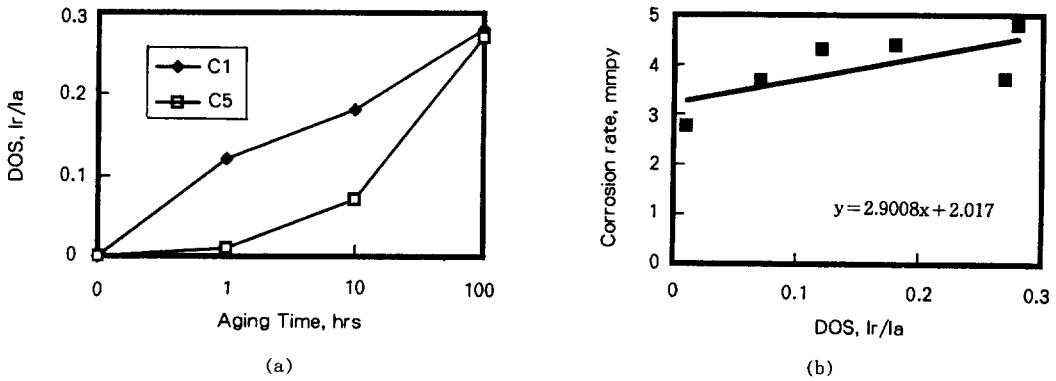 0.3
0.2
0.1
0
DOS, Ir/Ia
C1
C5
0 1 10 100
Aging Time, hrs
(a)
5
4
3
2
1
0
Corrosion rate, mmpy
y=2.9008x+2.017
0 0.1 0.2 0.3
DOS, Ir/Ia
(b)